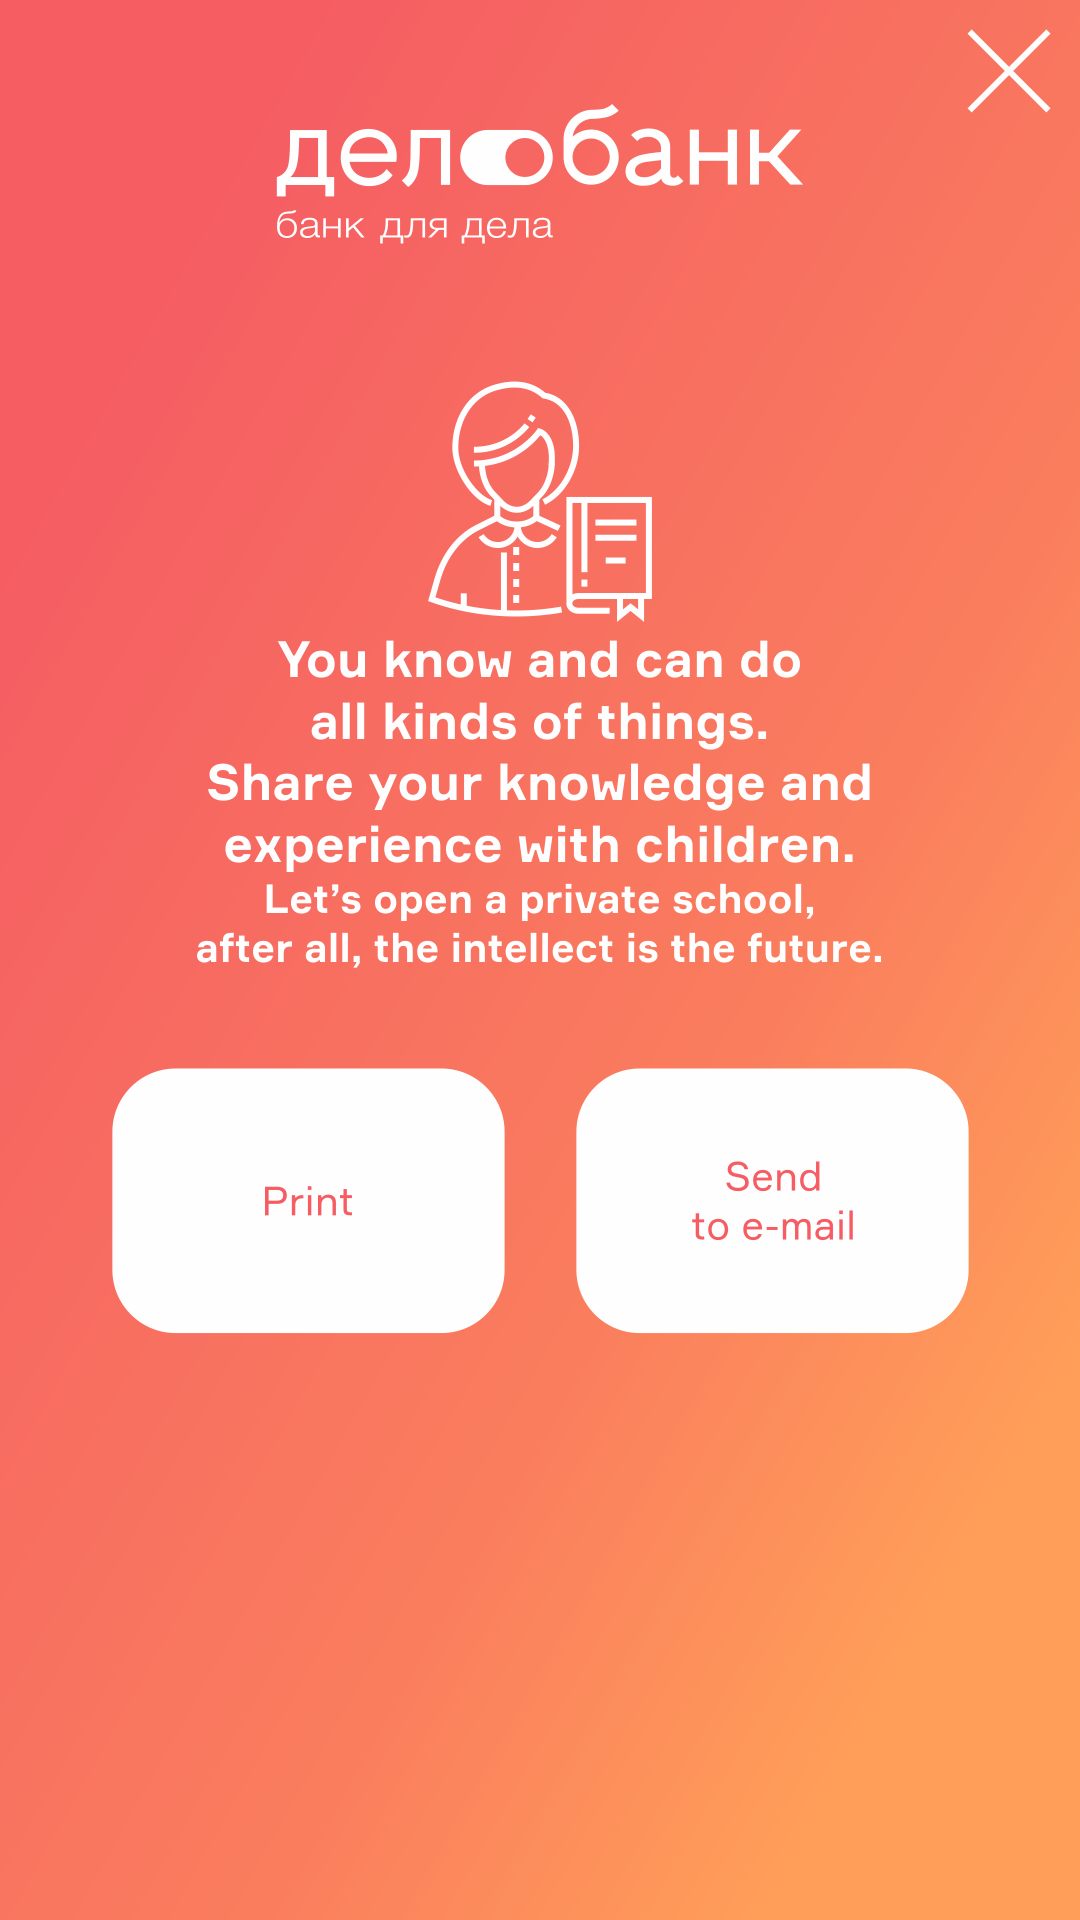 делобанк
банк для дела
You know and can do
all kinds of things.
Share your knowledge and
experience with children.
Let’s open a private school,
after all, the intellect is the future.
Print
Send
to e-mail